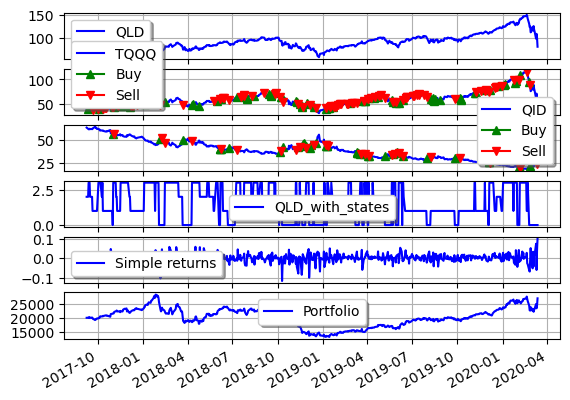 150
100
QLD
100
50
TQQQ
Buy
Sell
50
25
QID
Buy
Sell
2.5
0.0
QLD_with_states
0.1
0.0
-0.1
Simple returns
25000
20000
15000
Portfolio
2017-10
2018-01
2018-04
2018-07
2018-10
2019-01
2019-04
2019-07
2019-10
2020-01
2020-04